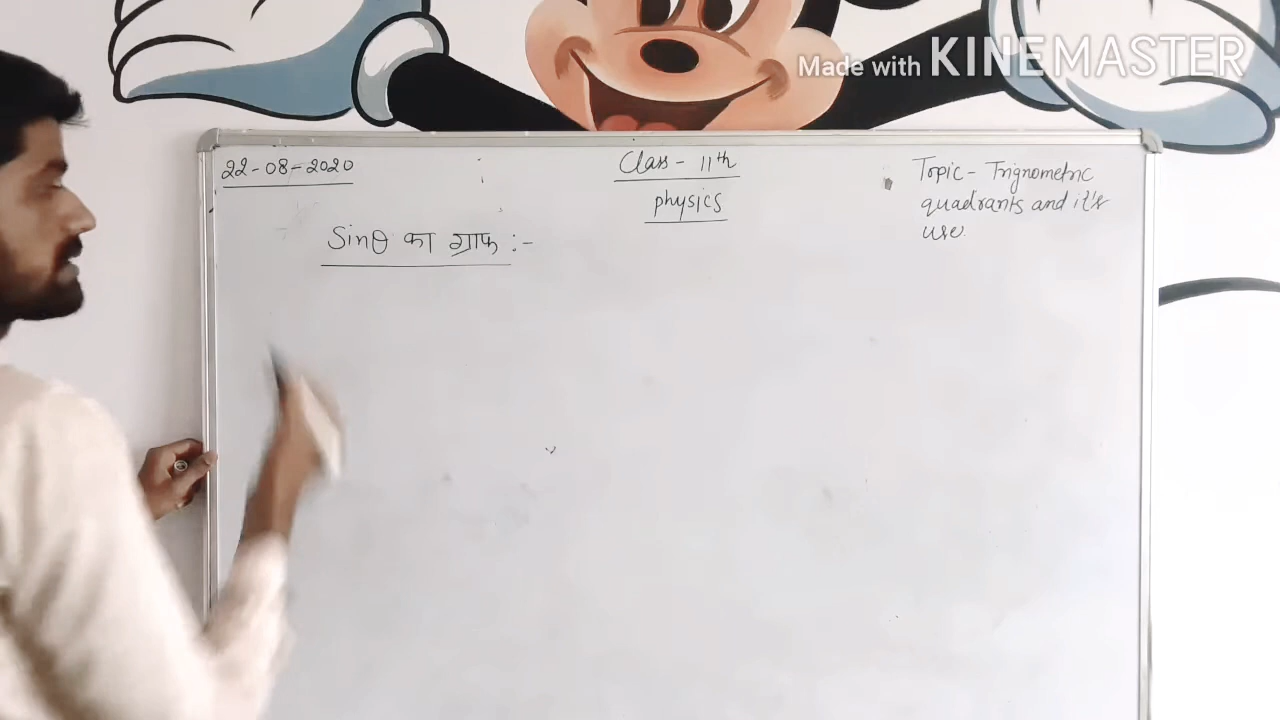 Made with KINEMASTER
22-08-2020
Class - 11th
physics
Topic - Trignometric
quadrants and it's
use.
Sinθ का ग्राफ :-